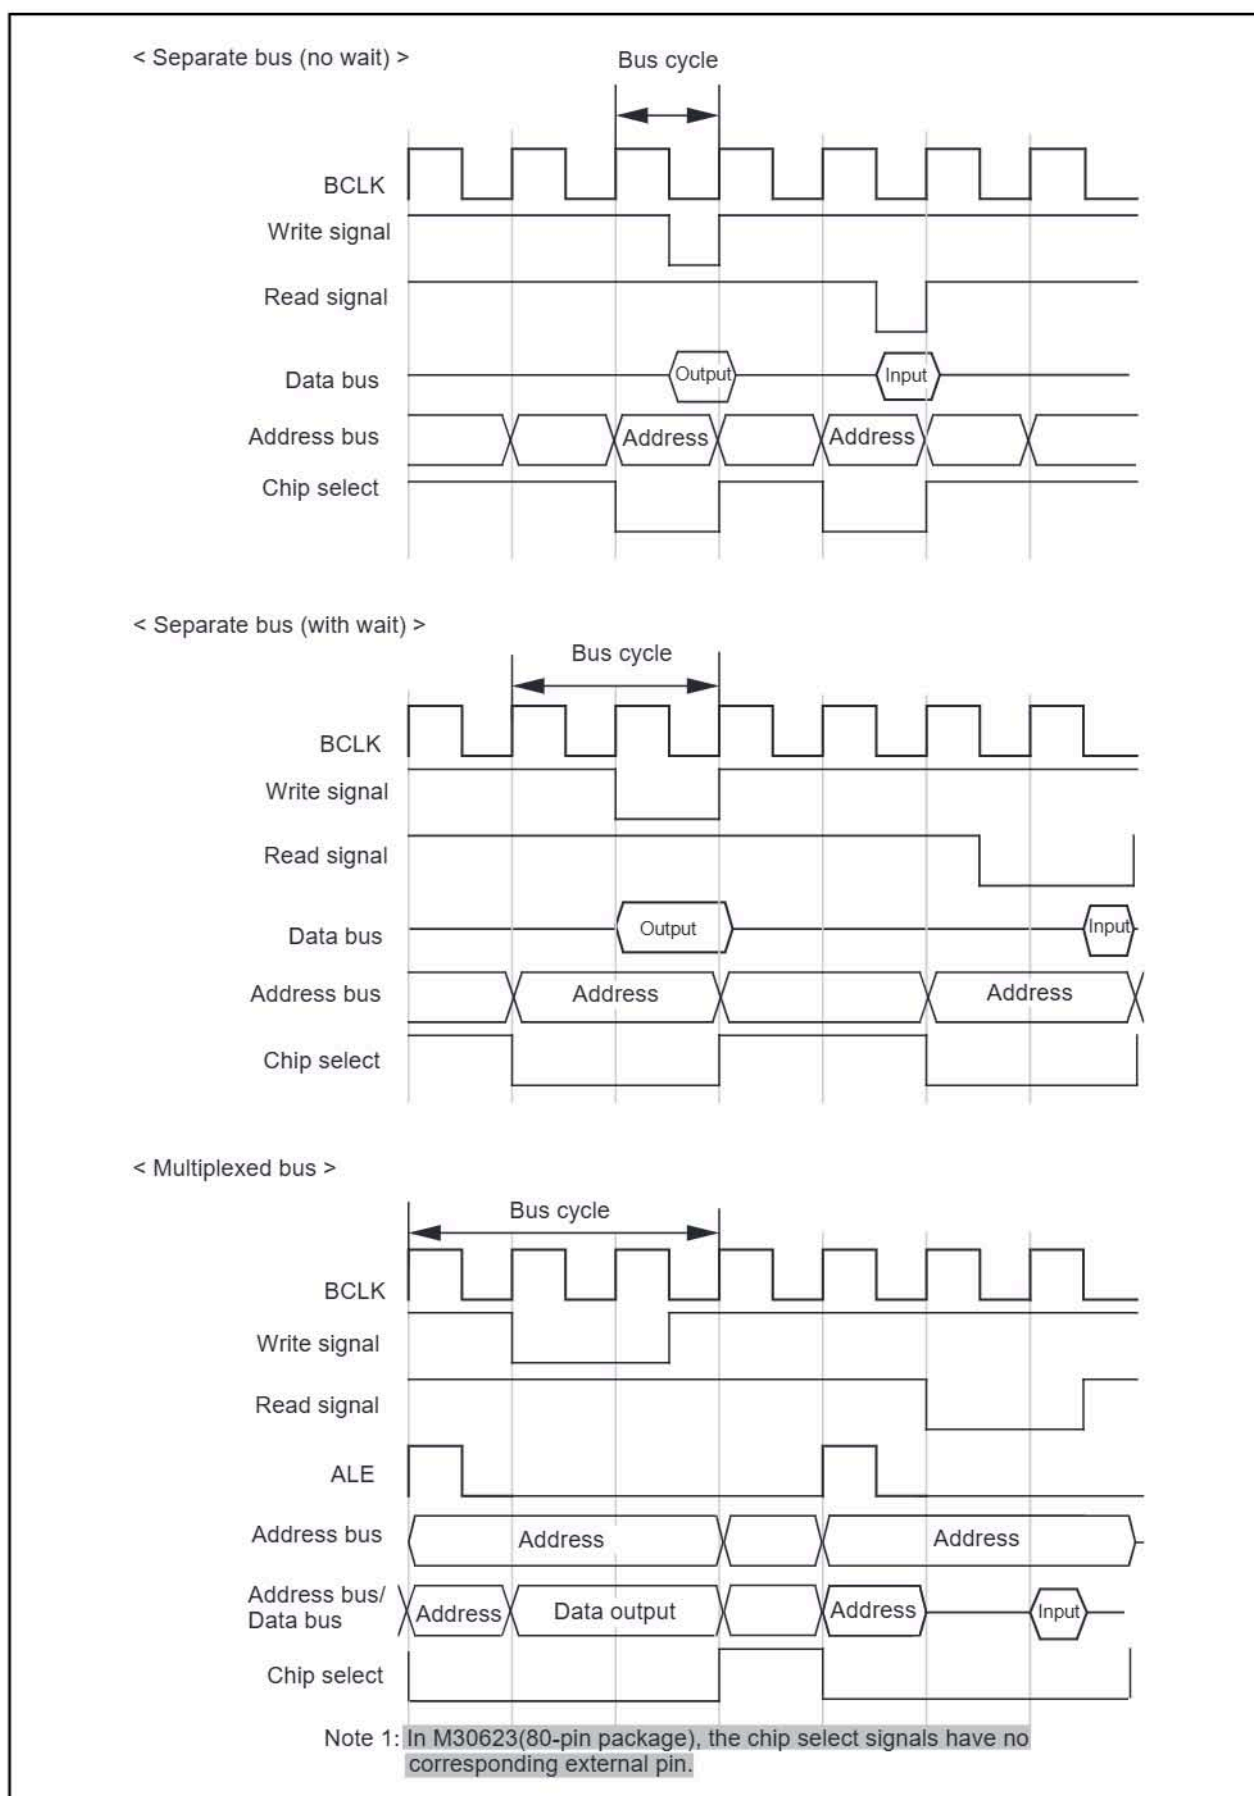 < Separate bus (no wait) >
Bus cycle
BCLK
Write signal
Read signal
Data bus
Output
Input
Address bus
Address
Address
Chip select
< Separate bus (with wait) >
Bus cycle
BCLK
Write signal
Read signal
Data bus
Output
Input
Address bus
Address
Address
Chip select
< Multiplexed bus >
Bus cycle
BCLK
Write signal
Read signal
ALE
Address bus
Address
Address
Address bus/
Data bus
Address
Data output
Address
Input
Chip select
Note 1: In M30623(80-pin package), the chip select signals have no
corresponding external pin.